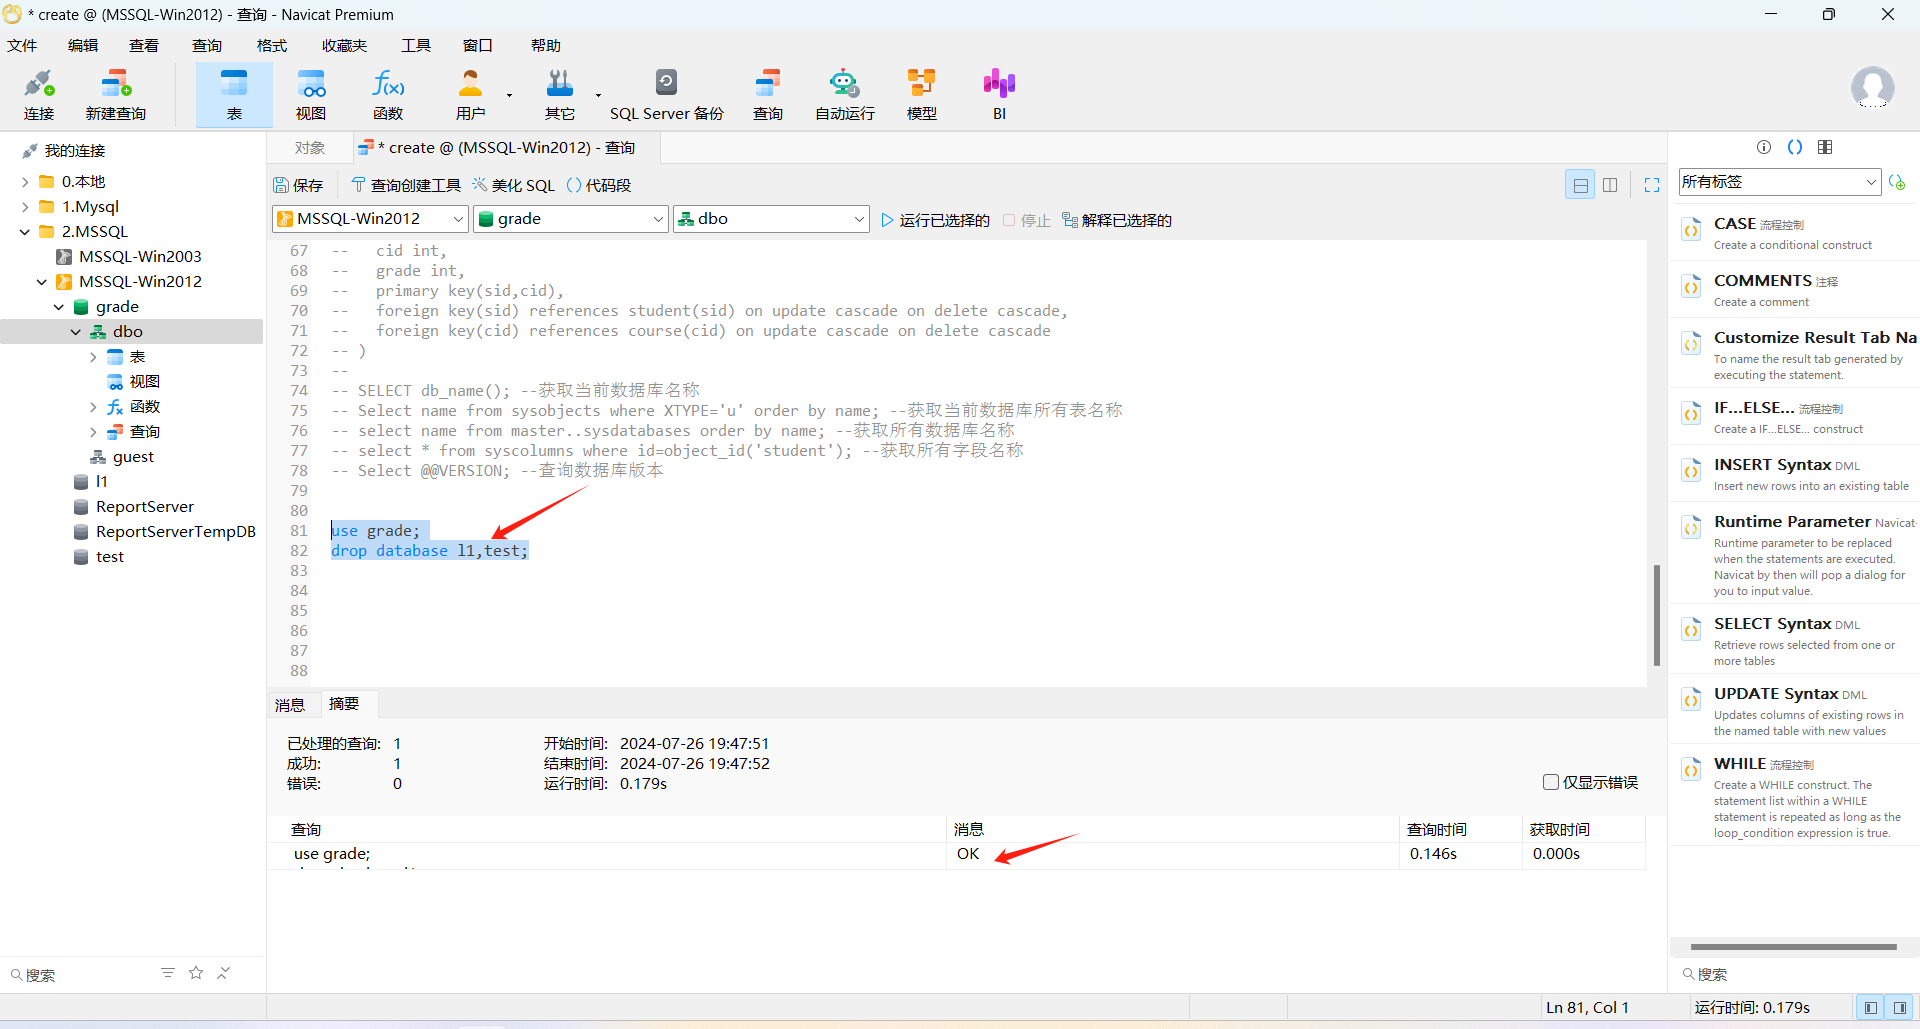 * create @ (MSSQL-Win2012) - 查询 - Navicat Premium
文件 编辑 查看 查询 格式 收藏夹 工具 窗口 帮助
连接 新建查询 表 视图 函数 用户 其它 SQL Server 备份 查询 自动运行 模型 BI
我的连接
0.本地
1.Mysql
2.MSSQL
MSSQL-Win2003
MSSQL-Win2012
grade
dbo
表
视图
函数
查询
guest
l1
ReportServer
ReportServerTempDB
test
搜索
对象 * create @ (MSSQL-Win2012) - 查询
保存 查询创建工具 美化 SQL () 代码段
MSSQL-Win2012 grade dbo 运行已选择的 停止 解释已选择的
67 -- cid int,
68 -- grade int,
69 -- primary key(sid,cid),
70 -- foreign key(sid) references student(sid) on update cascade on delete cascade,
71 -- foreign key(cid) references course(cid) on update cascade on delete cascade
72 -- )
73 --
74 -- SELECT db_name(); --获取当前数据库名称
75 -- Select name from sysobjects where XTYPE='u' order by name; --获取当前数据库所有表名称
76 -- select name from master..sysdatabases order by name; --获取所有数据库名称
77 -- select * from syscolumns where id=object_id('student'); --获取所有字段名称
78 -- Select @@VERSION; --查询数据库版本
79
80
81 use grade;
82 drop database l1,test;
83
84
85
86
87
88
消息 摘要
已处理的查询: 1 开始时间: 2024-07-26 19:47:51
成功: 1 结束时间: 2024-07-26 19:47:52
错误: 0 运行时间: 0.179s
仅显示错误
查询 消息 查询时间 获取时间
use grade; OK 0.146s 0.000s
所有标签
CASE 流程控制
Create a conditional construct
COMMENTS 注释
Create a comment
Customize Result Tab Na
To name the result tab generated by
executing the statement.
IF...ELSE... 流程控制
Create a IF...ELSE... construct
INSERT Syntax DML
Insert new rows into an existing table
Runtime Parameter Navicat
Runtime parameter to be replaced
when the statements are executed.
Navicat by then will pop a dialog for
you to input value.
SELECT Syntax DML
Retrieve rows selected from one or
more tables
UPDATE Syntax DML
Updates columns of existing rows in
the named table with new values
WHILE 流程控制
Create a WHILE construct. The
statement list within a WHILE
statement is repeated as long as the
loop_condition expression is true.
搜索
Ln 81, Col 1 运行时间: 0.179s